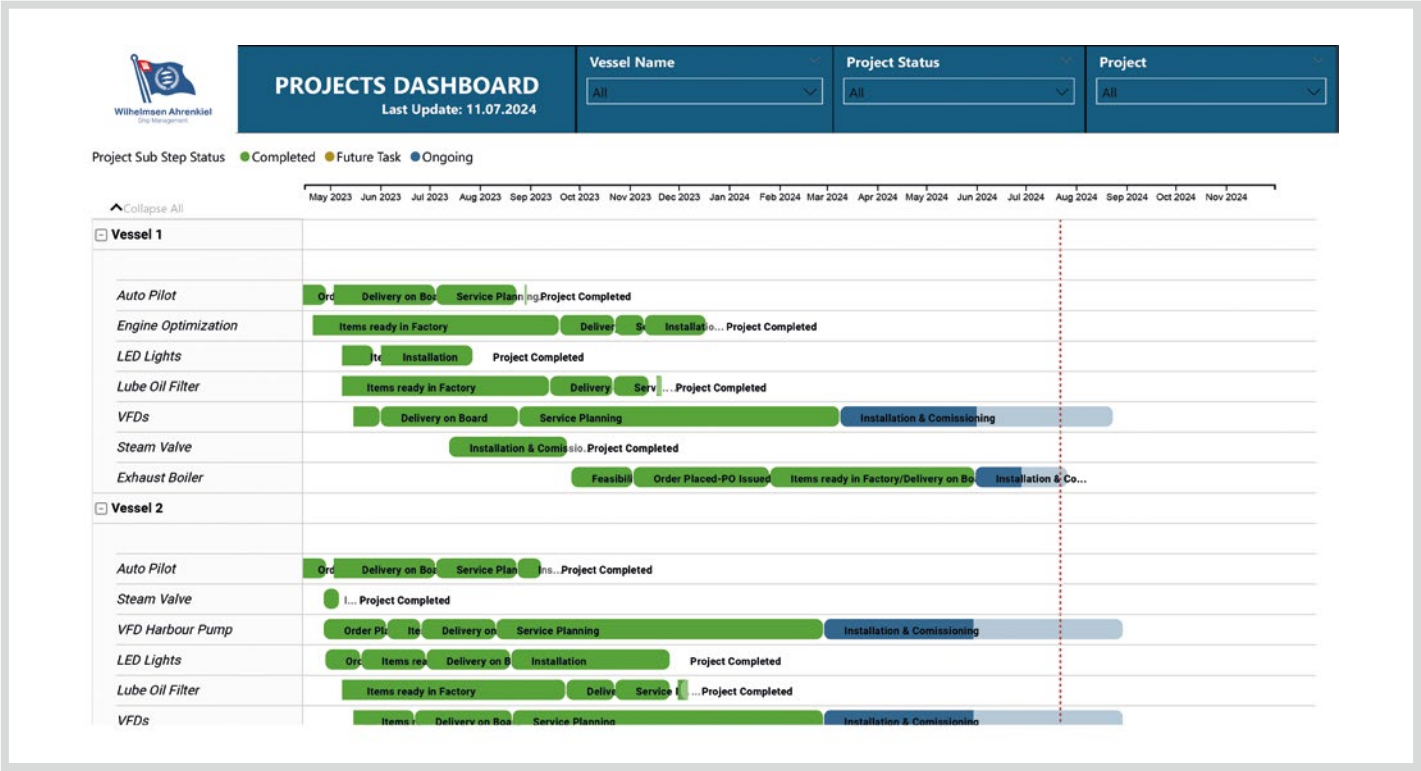 Wilhelmsen Ahrenkiel
Ship Management
PROJECTS DASHBOARD
Last Update: 11.07.2024
Vessel Name
All
Project Status
All
Project
All
Project Sub Step Status Completed Future Task Ongoing
May 2023 Jun 2023 Jul 2023 Aug 2023 Sep 2023 Oct 2023 Nov 2023 Dec 2023 Jan 2024 Feb 2024 Mar 2024 Apr 2024 May 2024 Jun 2024 Jul 2024 Aug 2024 Sep 2024 Oct 2024 Nov 2024
Collapse All
Vessel 1
Auto Pilot Ord Delivery on Boa Service Planning. Project Completed
Engine Optimization Items ready in Factory Deliver S Installatio... Project Completed
LED Lights Ite Installation Project Completed
Lube Oil Filter Items ready in Factory Delivery Serv ... .Project Completed
VFDs Delivery on Board Service Planning Installation & Comissioning
Steam Valve Installation & Comissio. Project Completed
Exhaust Boiler Feasibili Order Placed-PO Issued Items ready in Factory/Delivery on Bo Installation & Co...
Vessel 2
Auto Pilot Ord Delivery on Boa Service Plan Ins... Project Completed
Steam Valve I... Project Completed
VFD Harbour Pump Order Pla Ite Delivery on Service Planning Installation & Comissioning
LED Lights Orc Items rea Delivery on B Installation Project Completed
Lube Oil Filter Items ready in Factory Delive Service I ... Project Completed
VFDs Items r Delivery on Boa Service Planning Installation & Comissioning